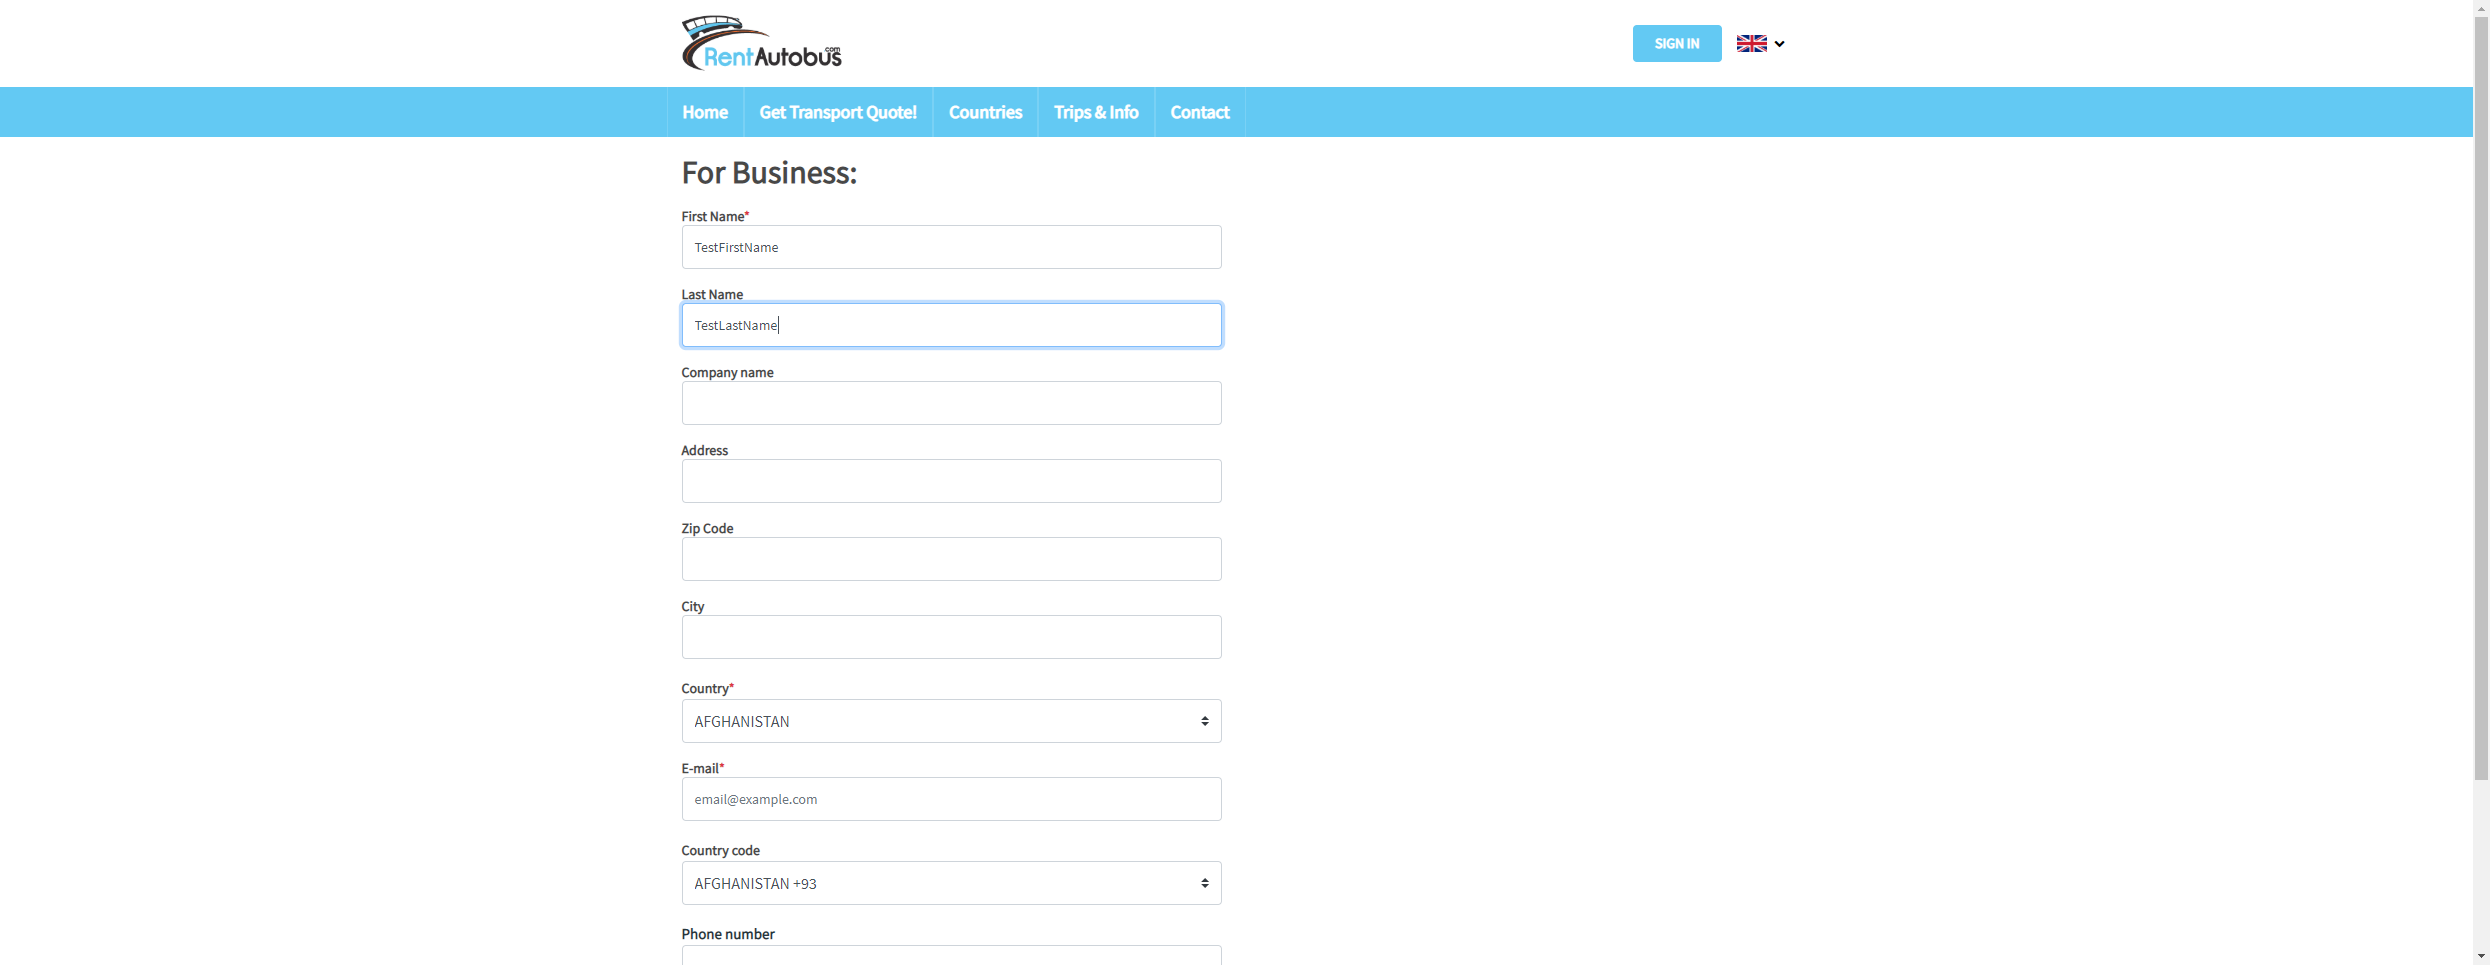 RentAutobus.com
SIGN IN
Home Get Transport Quote! Countries Trips & Info Contact
For Business:
First Name*
TestFirstName
Last Name
TestLastName
Company name
Address
Zip Code
City
Country*
AFGHANISTAN
E-mail*
email@example.com
Country code
AFGHANISTAN +93
Phone number